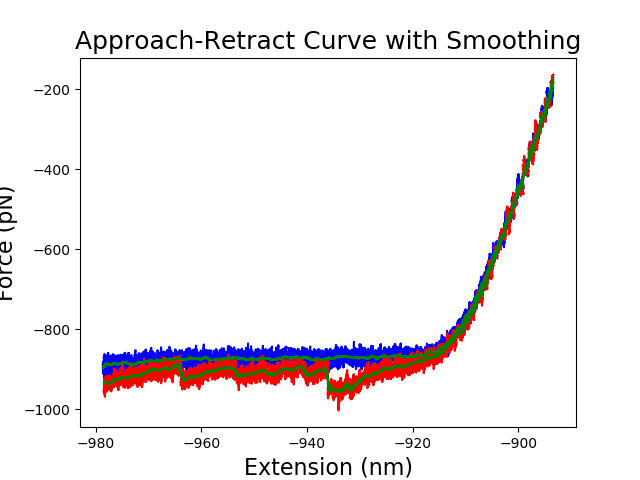 Approach-Retract Curve with Smoothing
−200
−400
−600
−800
−1000
Force (pN)
−980 −960 −940 −920 −900
Extension (nm)